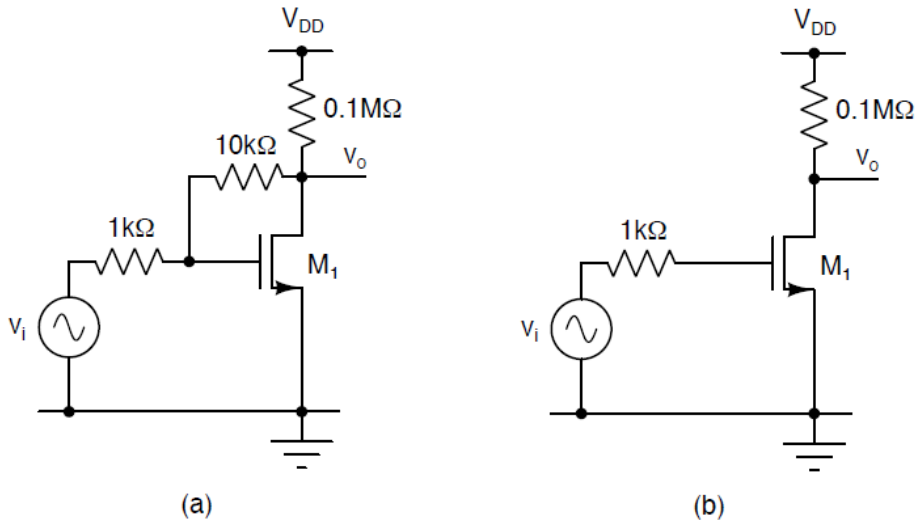 V_DD
0.1MΩ
10kΩ
v_o
1kΩ
M_1
v_i
(a)
V_DD
0.1MΩ
v_o
1kΩ
M_1
v_i
(b)